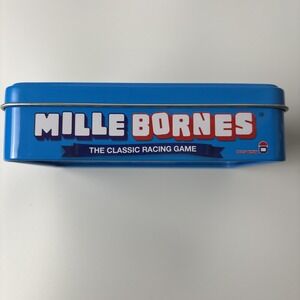 MILLE BORNES
THE CLASSIC RACING GAME